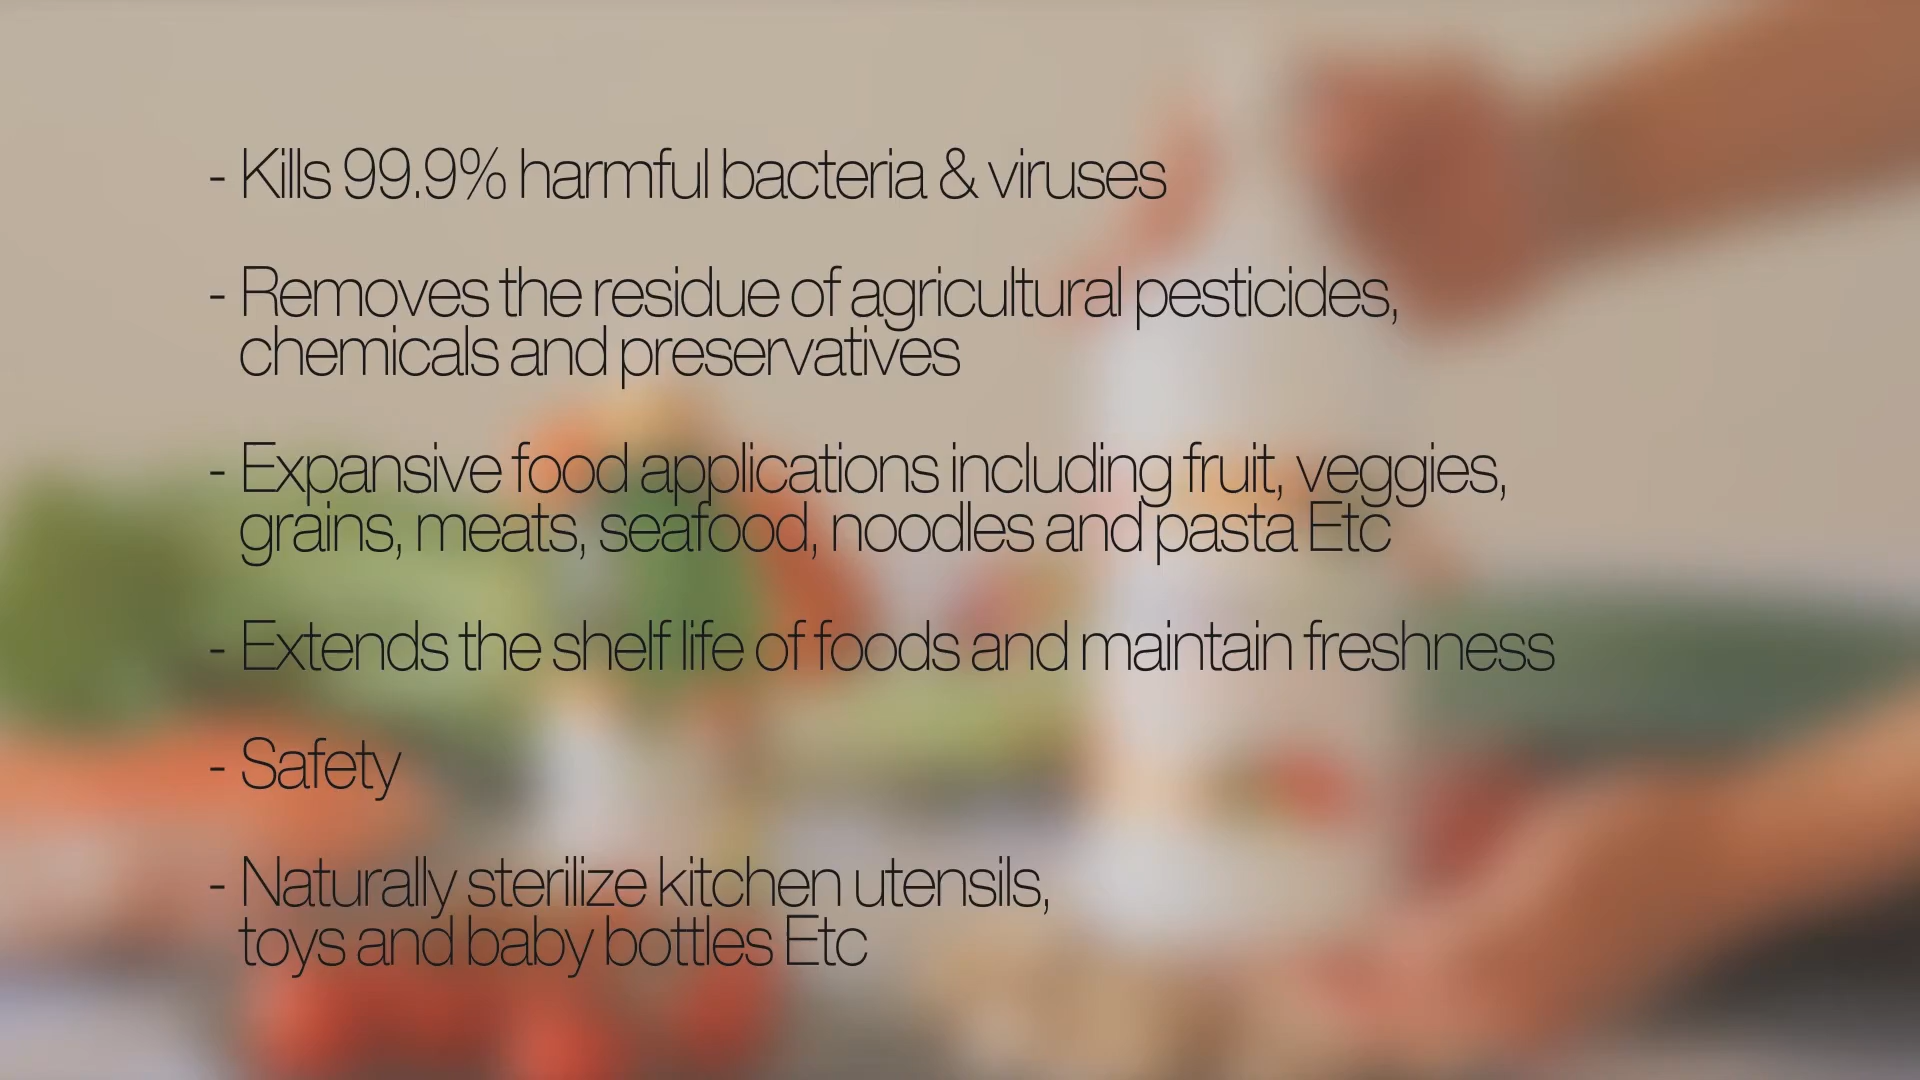 - Kills 99.9% harmful bacteria & viruses
- Removes the residue of agricultural pesticides,
chemicals and preservatives
- Expansive food applications including fruit, veggies,
grains, meats, seafood, noodles and pasta Etc
- Extends the shelf life of foods and maintain freshness
- Safety
- Naturally sterilize kitchen utensils,
toys and baby bottles Etc